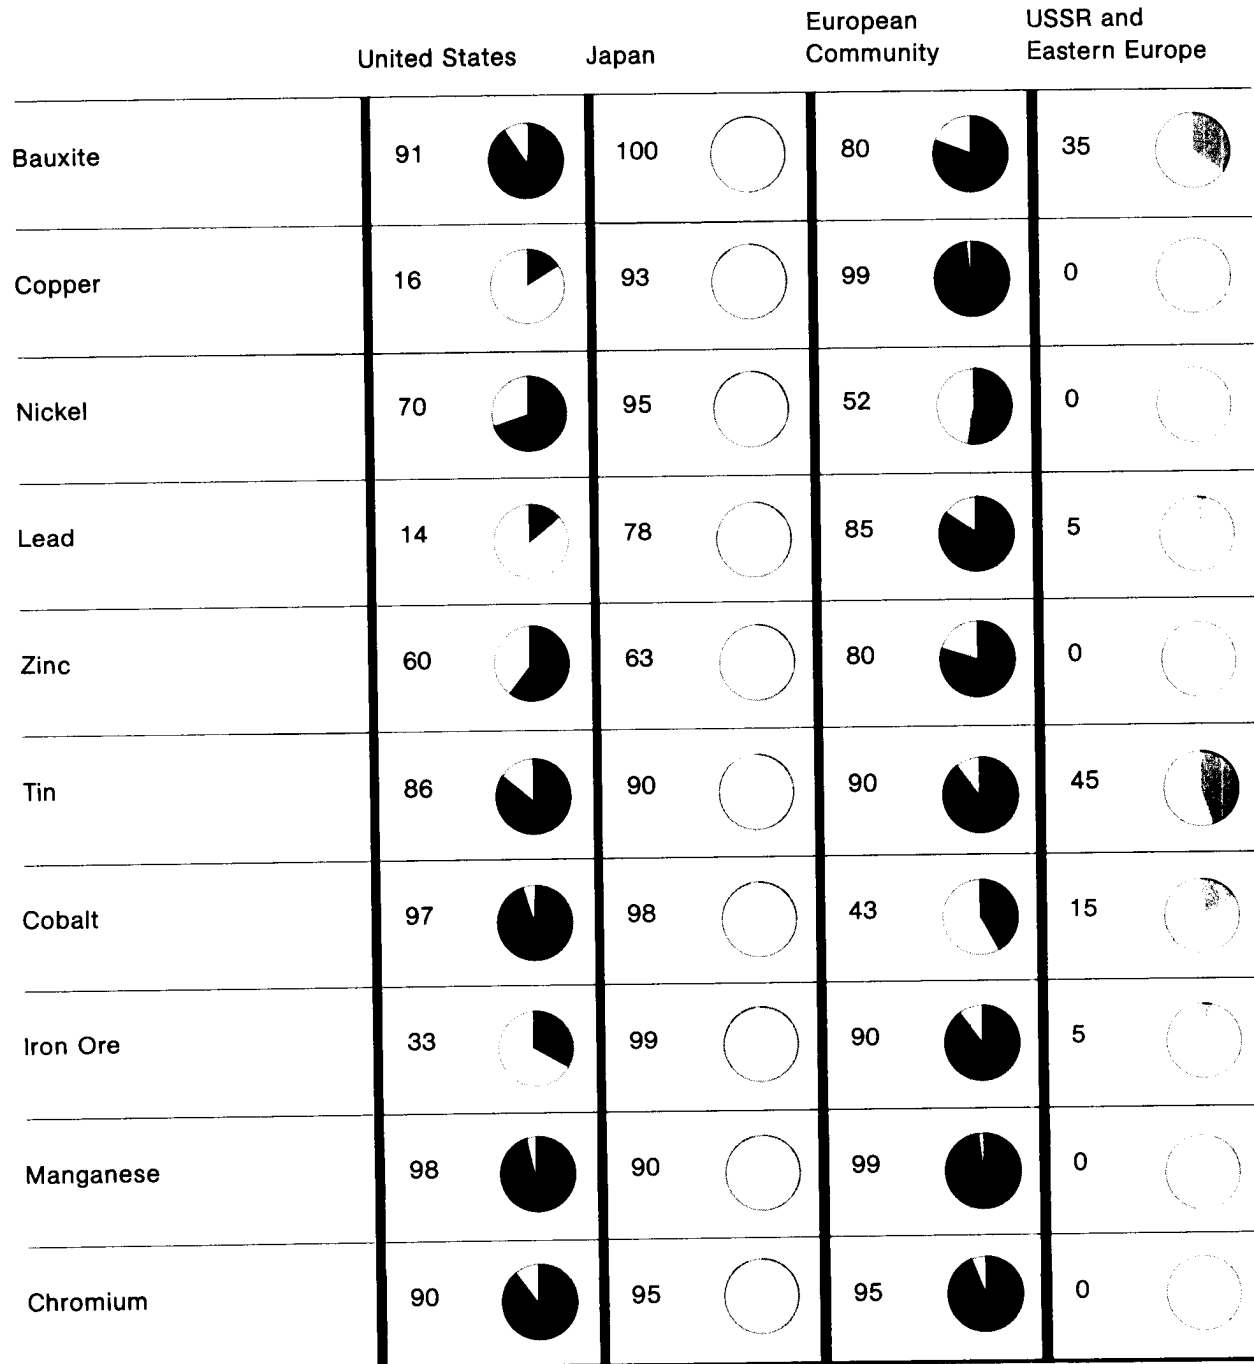 United States Japan European Community USSR and Eastern Europe
Bauxite 91 100 80 35
Copper 16 93 99 0
Nickel 70 95 52 0
Lead 14 78 85 5
Zinc 60 63 80 0
Tin 86 90 90 45
Cobalt 97 98 43 15
Iron Ore 33 99 90 5
Manganese 98 90 99 0
Chromium 90 95 95 0